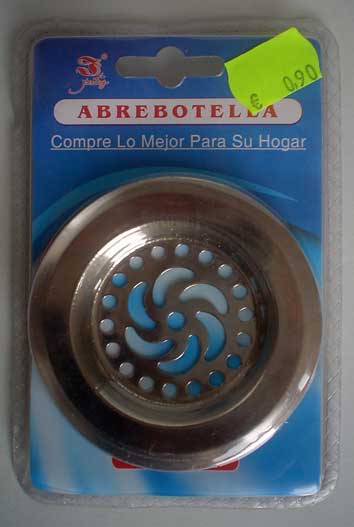 € 0,90
ABREBOTELLA
Compre Lo Mejor Para Su Hogar